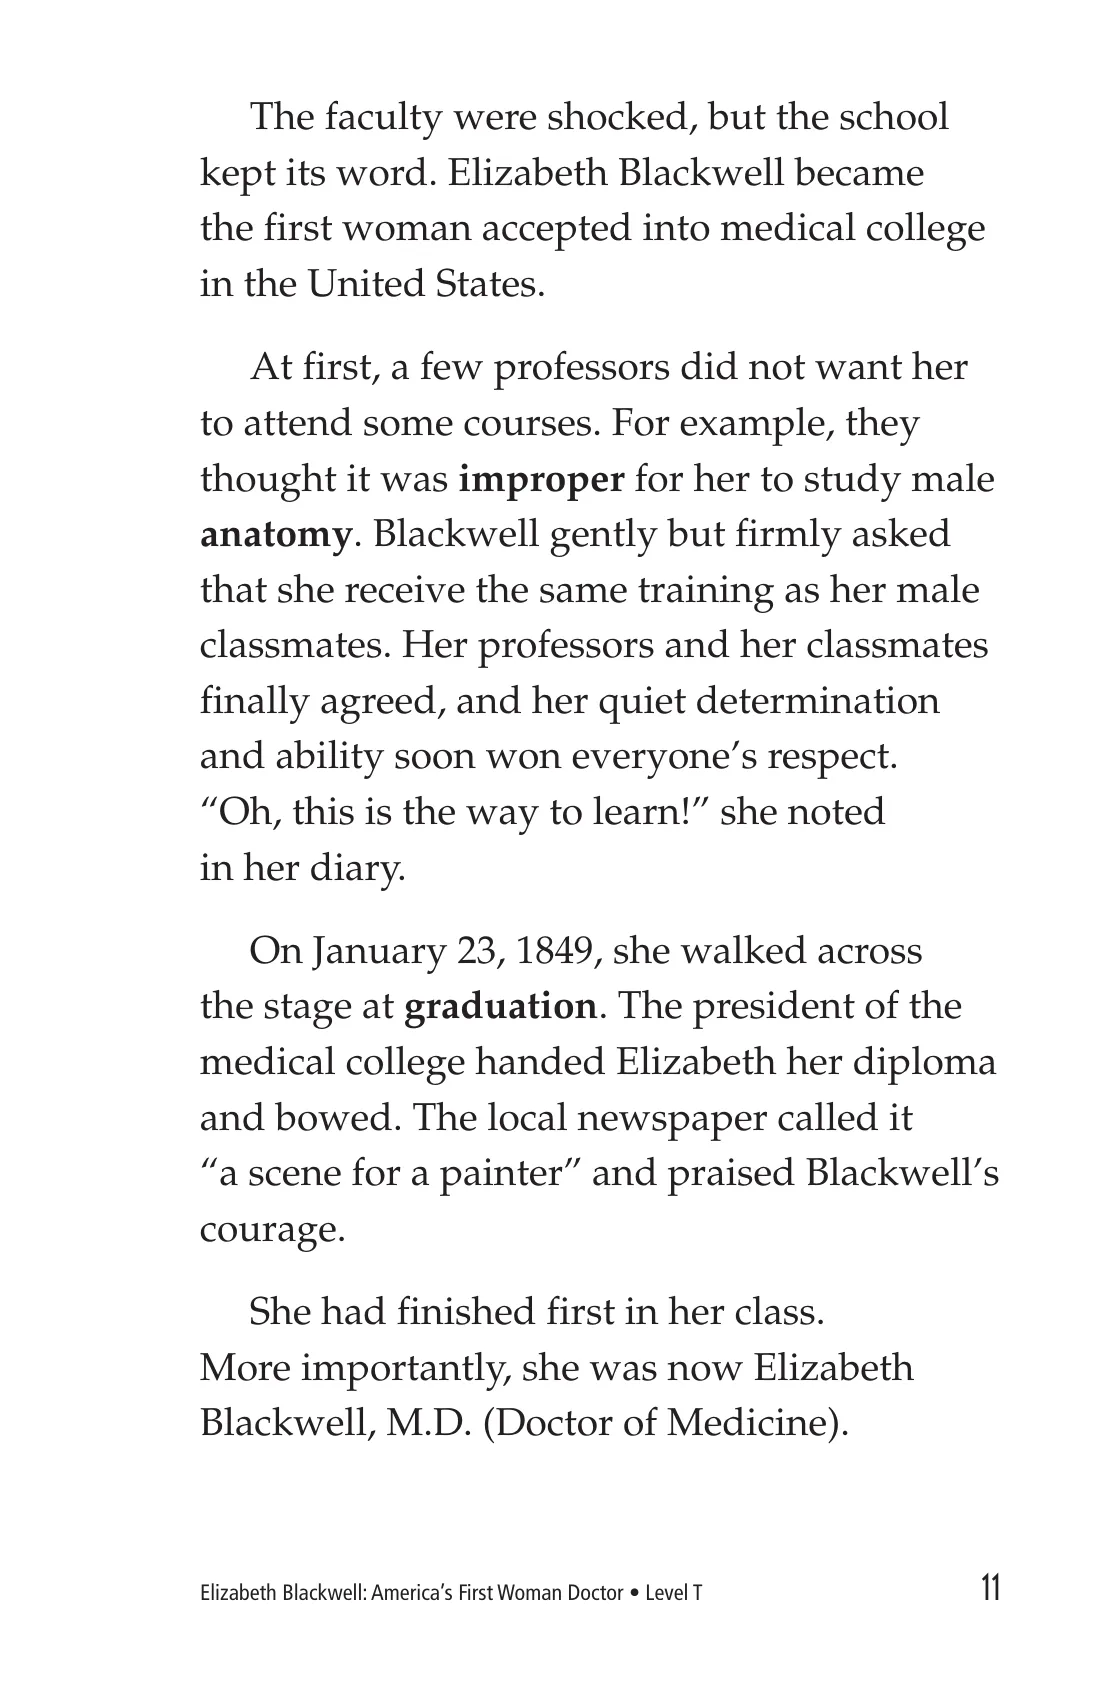 The faculty were shocked, but the school
kept its word. Elizabeth Blackwell became
the first woman accepted into medical college
in the United States.
At first, a few professors did not want her
to attend some courses. For example, they
thought it was improper for her to study male
anatomy. Blackwell gently but firmly asked
that she receive the same training as her male
classmates. Her professors and her classmates
finally agreed, and her quiet determination
and ability soon won everyone’s respect.
“Oh, this is the way to learn!” she noted
in her diary.
On January 23, 1849, she walked across
the stage at graduation. The president of the
medical college handed Elizabeth her diploma
and bowed. The local newspaper called it
“a scene for a painter” and praised Blackwell’s
courage.
She had finished first in her class.
More importantly, she was now Elizabeth
Blackwell, M.D. (Doctor of Medicine).
Elizabeth Blackwell: America’s First Woman Doctor • Level T 11